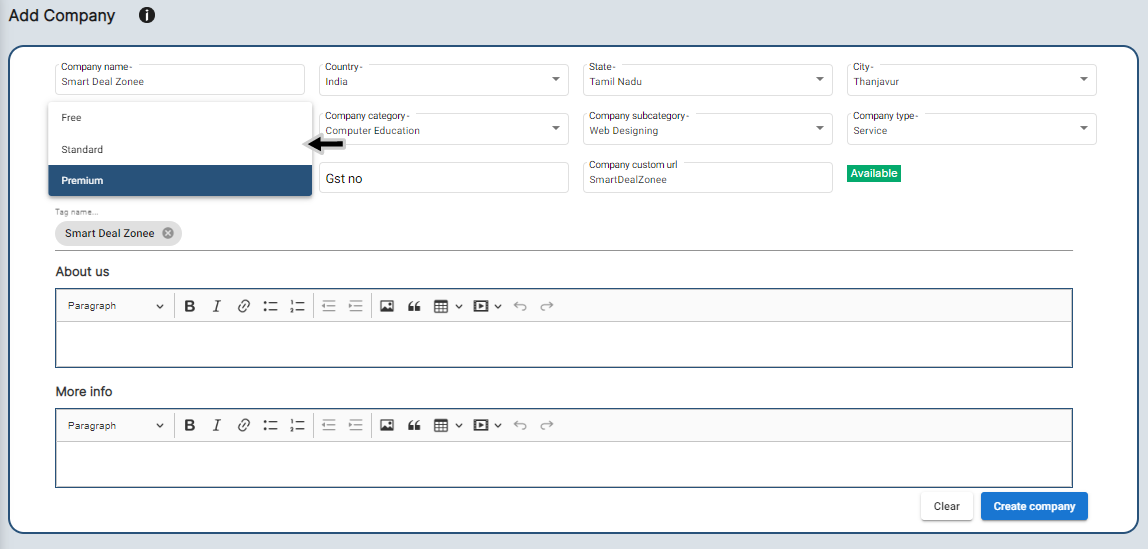 Add Company
Company name-
Smart Deal Zonee
Country-
India
State-
Tamil Nadu
City-
Thanjavur
Free
Standard
Premium
Company category-
Computer Education
Company subcategory-
Web Designing
Company type-
Service
Gst no
Company custom url
SmartDealZonee
Available
Tag name...
Smart Deal Zonee
About us
Paragraph
More info
Paragraph
Clear
Create company